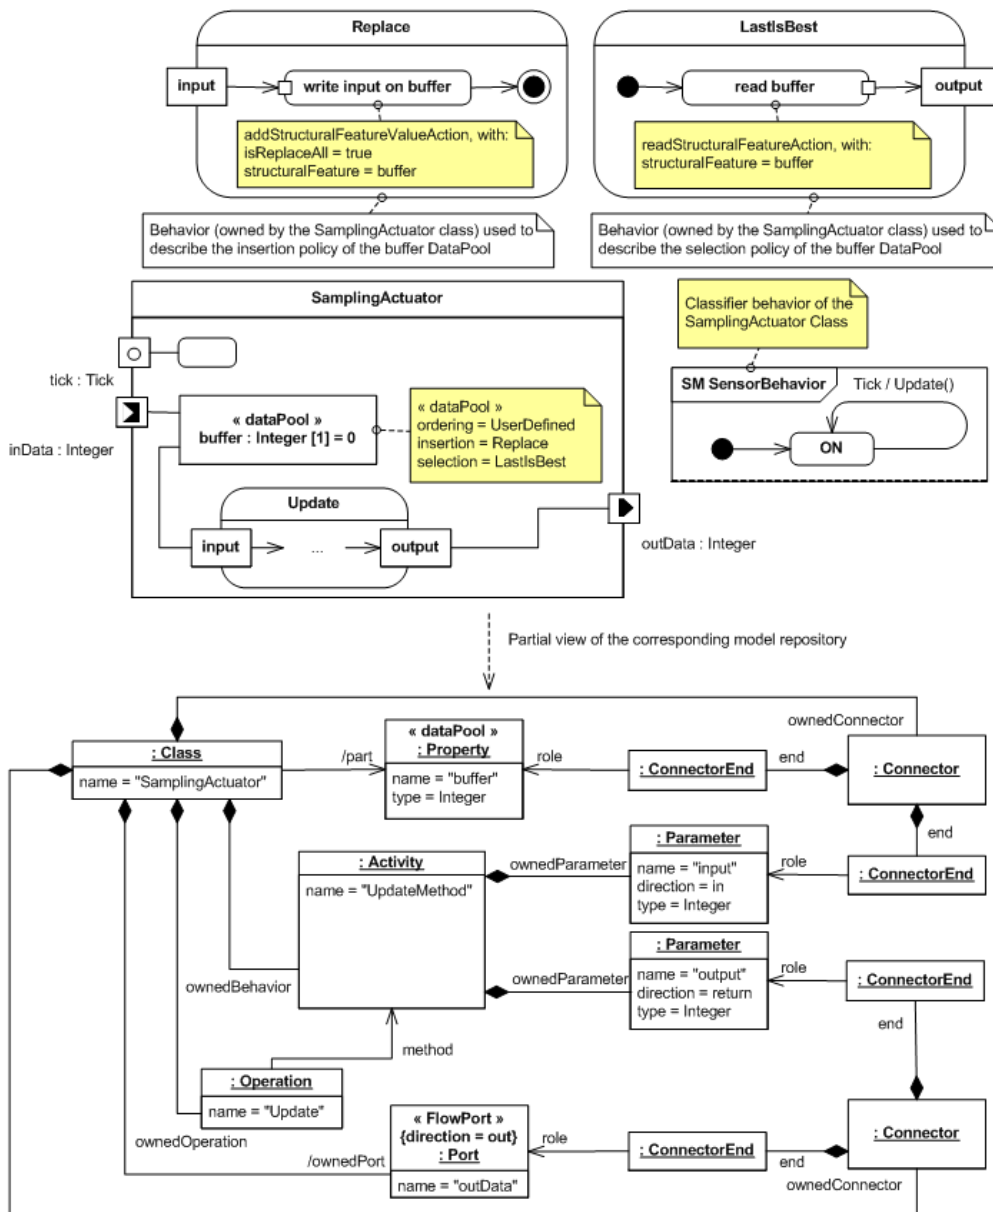 Replace
input
write input on buffer
addStructuralFeatureValueAction, with:
isReplaceAll = true
structuralFeature = buffer
Behavior (owned by the SamplingActuator class) used to
describe the insertion policy of the buffer DataPool
LastIsBest
read buffer
output
readStructuralFeatureAction, with:
structuralFeature = buffer
Behavior (owned by the SamplingActuator class) used to
describe the selection policy of the buffer DataPool
SamplingActuator
tick : Tick
inData : Integer
« dataPool »
buffer : Integer [1] = 0
« dataPool »
ordering = UserDefined
insertion = Replace
selection = LastIsBest
Update
input
...
output
outData : Integer
Classifier behavior of the
SamplingActuator Class
SM SensorBehavior
Tick / Update()
ON
Partial view of the corresponding model repository
ownedConnector
: Class
name = "SamplingActuator"
/part
« dataPool »
: Property
name = "buffer"
type = Integer
role
: ConnectorEnd
end
: Connector
end
: Activity
name = "UpdateMethod"
ownedParameter
: Parameter
name = "input"
direction = in
type = Integer
role
: ConnectorEnd
ownedBehavior
ownedParameter
: Parameter
name = "output"
direction = return
type = Integer
role
: ConnectorEnd
end
method
: Operation
name = "Update"
ownedOperation
/ownedPort
« FlowPort »
{direction = out}
: Port
name = "outData"
role
: ConnectorEnd
end
: Connector
ownedConnector